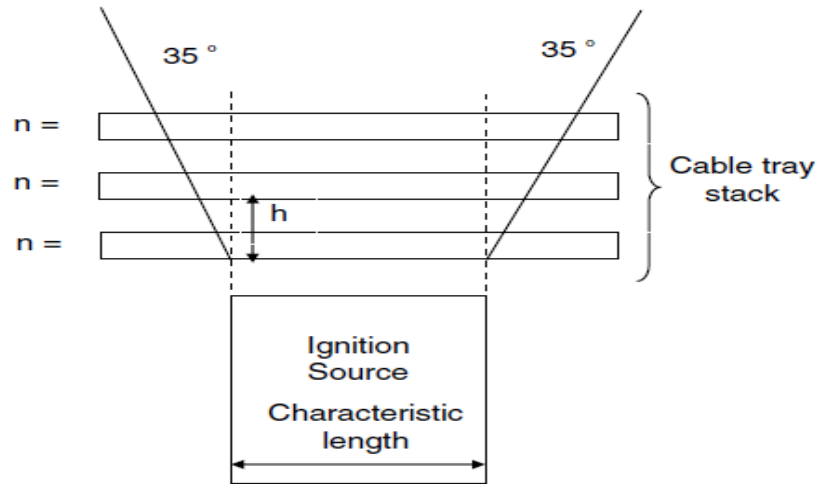 35 °
35 °
n =
n =
n =
h
Cable tray
stack
Ignition
Source
Characteristic
length